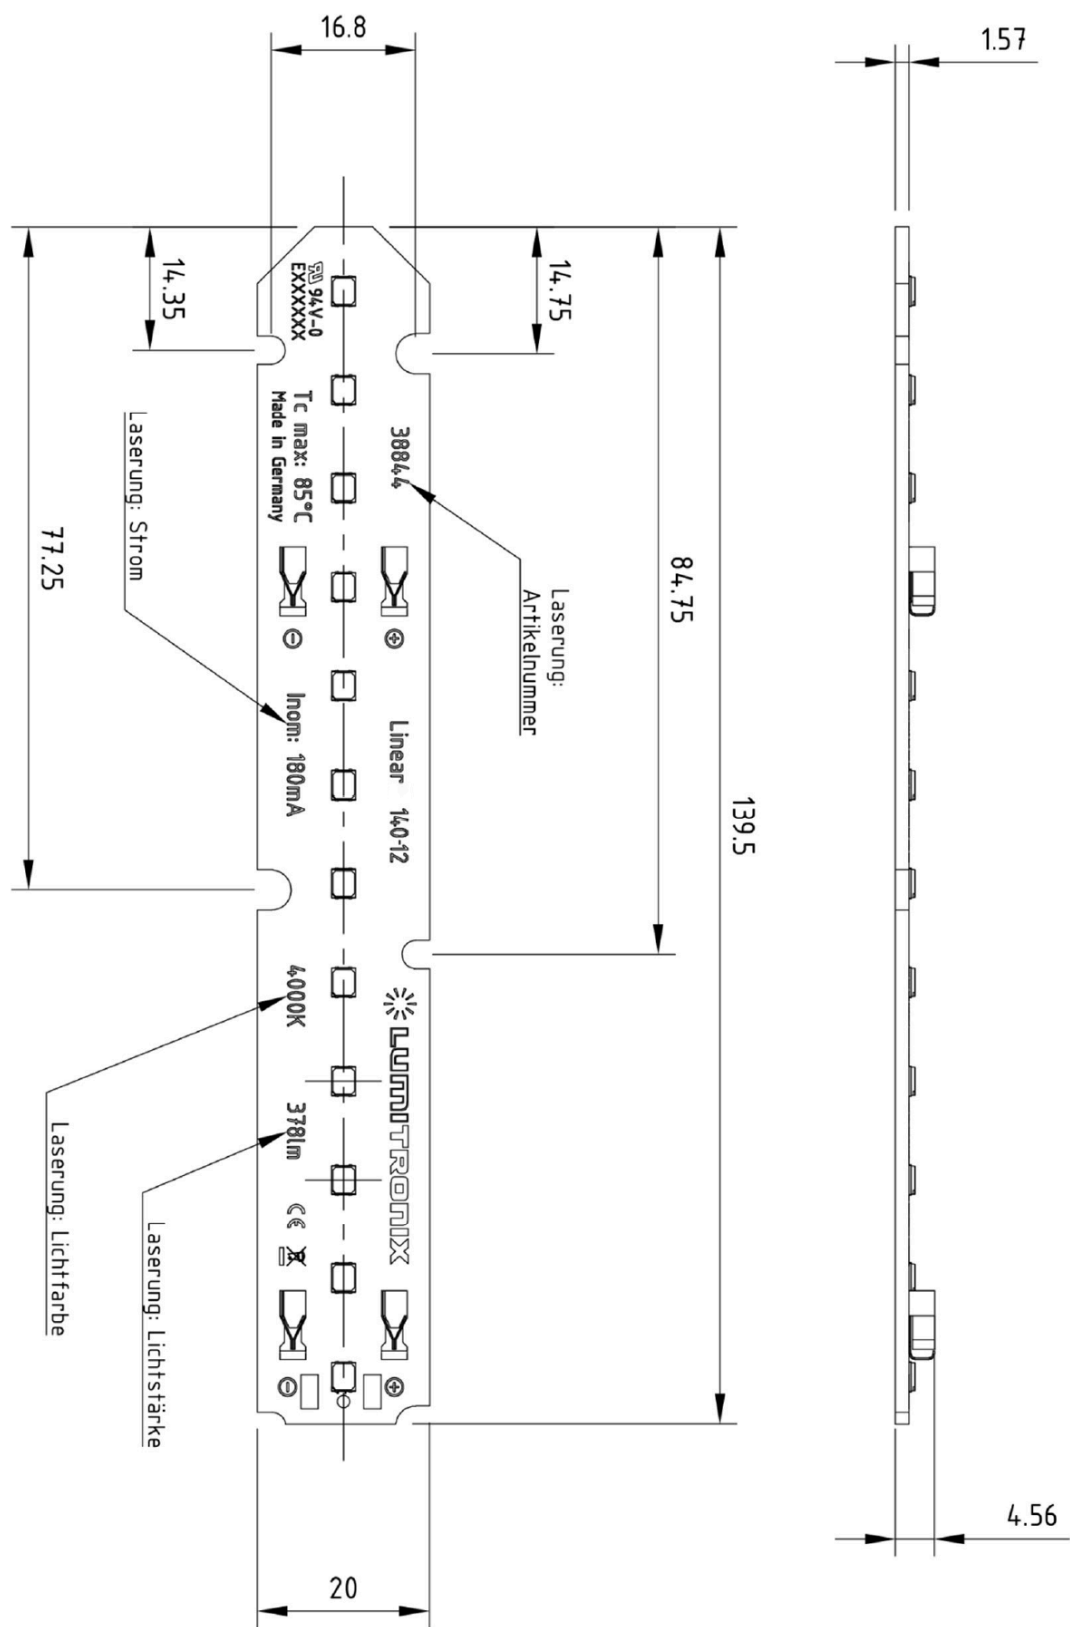 16.8
1.57
14.35
14.75
77.25
84.75
139.5
4.56
20
94V-0
EXXXXXX
Tc max: 85°C
Made in Germany
38844
Laserung:
Artikelnummer
Laserung: Strom
Inom: 180mA
Linear 140-12
4000K
378lm
LUMITRONIX
CE
Laserung: Lichtfarbe
Laserung: Lichtstärke